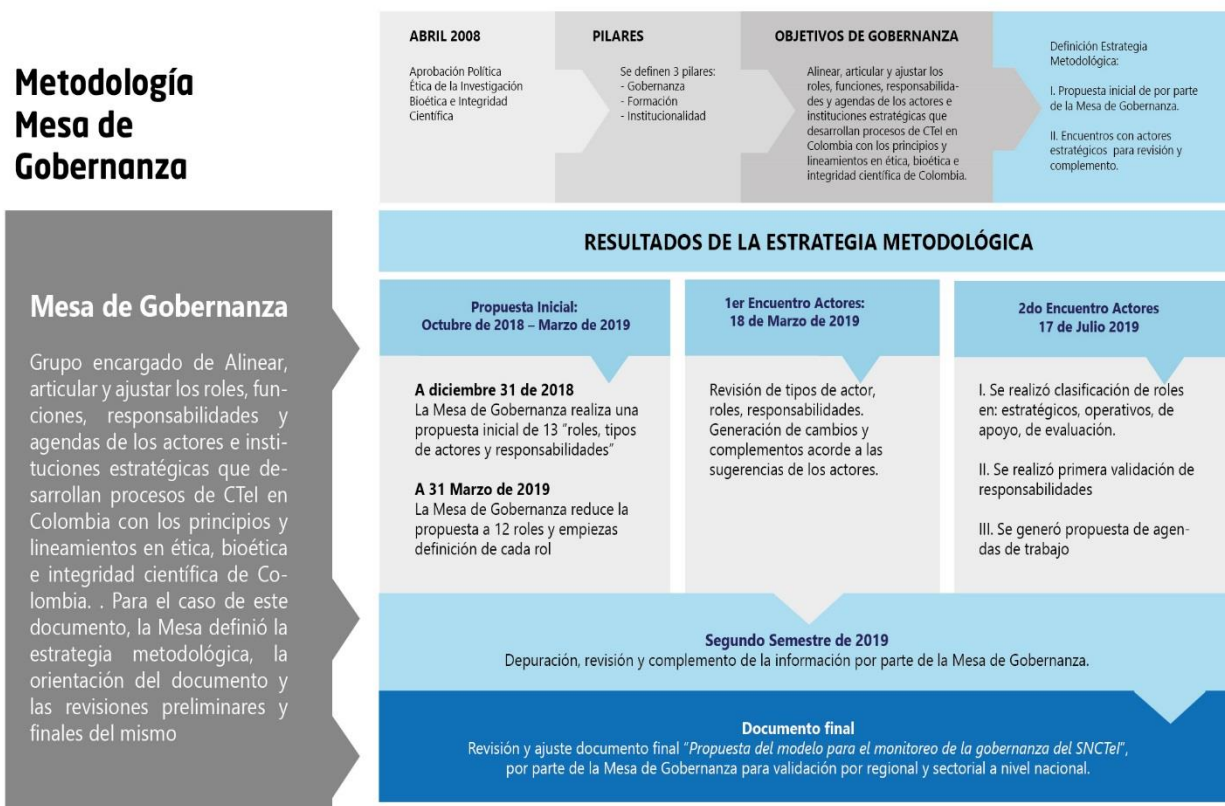 Metodología
Mesa de
Gobernanza
ABRIL 2008
Aprobación Política
Ética de la Investigación
Bioética e Integridad
Científica
PILARES
Se definen 3 pilares:
- Gobernanza
- Formación
- Institucionalidad
OBJETIVOS DE GOBERNANZA
Alinear, articular y ajustar los
roles, funciones, responsabilida-
des y agendas de los actores e
instituciones estratégicas que
desarrollan procesos de CTeI en
Colombia con los principios y
lineamientos en ética, bioética e
integridad científica de Colombia.
Definición Estrategia
Metodológica:
I. Propuesta inicial de por parte
de la Mesa de Gobernanza.
II. Encuentros con actores
estratégicos para revisión y
complemento.
Mesa de Gobernanza
Grupo encargado de Alinear,
articular y ajustar los roles, fun-
ciones, responsabilidades y
agendas de los actores e insti-
tuciones estratégicas que de-
sarrollan procesos de CTeI en
Colombia con los principios y
lineamientos en ética, bioética
e integridad científica de Co-
lombia. . Para el caso de este
documento, la Mesa definió la
estrategia metodológica, la
orientación del documento y
las revisiones preliminares y
finales del mismo
RESULTADOS DE LA ESTRATEGIA METODOLÓGICA
Propuesta Inicial:
Octubre de 2018 – Marzo de 2019
A diciembre 31 de 2018
La Mesa de Gobernanza realiza una
propuesta inicial de 13 “roles, tipos
de actores y responsabilidades”
A 31 Marzo de 2019
La Mesa de Gobernanza reduce la
propuesta a 12 roles y empiezas
definición de cada rol
1er Encuentro Actores:
18 de Marzo de 2019
Revisión de tipos de actor,
roles, responsabilidades.
Generación de cambios y
complementos acorde a las
sugerencias de los actores.
2do Encuentro Actores
17 de Julio 2019
I. Se realizó clasificación de roles
en: estratégicos, operativos, de
apoyo, de evaluación.
II. Se realizó primera validación de
responsabilidades
III. Se generó propuesta de agen-
das de trabajo
Segundo Semestre de 2019
Depuración, revisión y complemento de la información por parte de la Mesa de Gobernanza.
Documento final
Revisión y ajuste documento final “Propuesta del modelo para el monitoreo de la gobernanza del SNCTeI”,
por parte de la Mesa de Gobernanza para validación por regional y sectorial a nivel nacional.